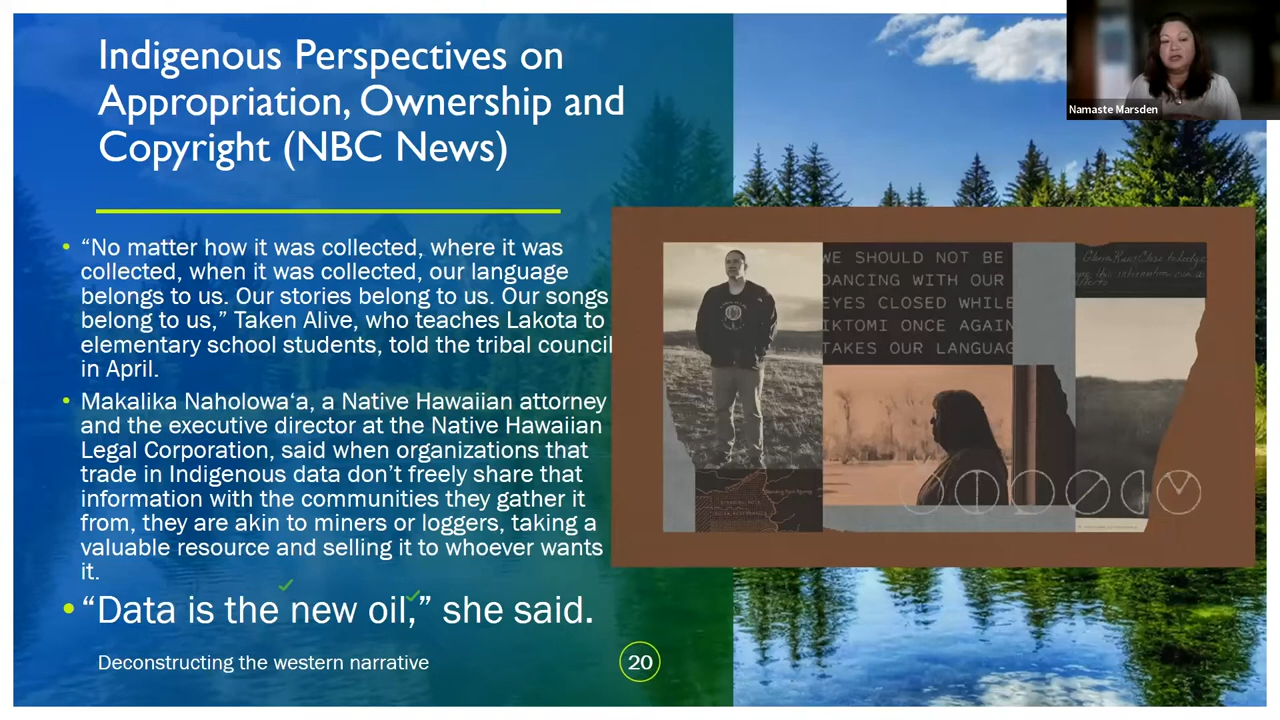 Indigenous Perspectives on
Appropriation, Ownership and
Copyright (NBC News)
• “No matter how it was collected, where it was
collected, when it was collected, our language
belongs to us. Our stories belong to us. Our songs
belong to us,” Taken Alive, who teaches Lakota to
elementary school students, told the tribal council
in April.
• Makalika Naholowa‘a, a Native Hawaiian attorney
and the executive director at the Native Hawaiian
Legal Corporation, said when organizations that
trade in Indigenous data don’t freely share that
information with the communities they gather it
from, they are akin to miners or loggers, taking a
valuable resource and selling it to whoever wants
it.
• “Data is the new oil,” she said.
Deconstructing the western narrative
20
Namaste Marsden
WE SHOULD NOT BE
DANCING WITH OUR
EYES CLOSED WHILE
IKTOMI ONCE AGAIN
TAKES OUR LANGUAG